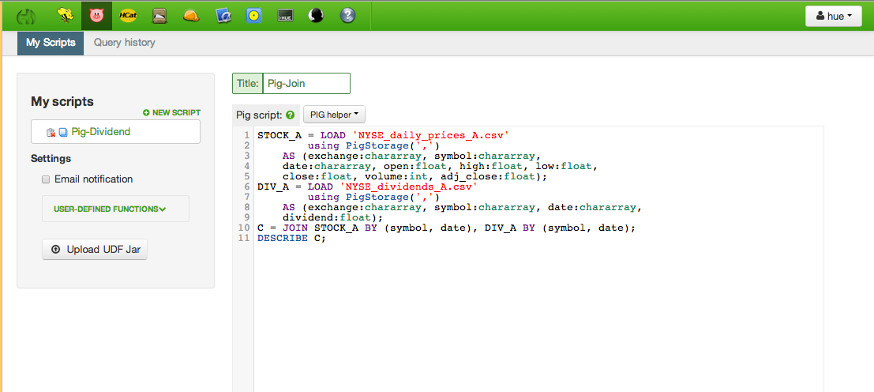 HCat
HUE
hue
My Scripts
Query history
My scripts
NEW SCRIPT
Pig-Dividend
Settings
Email notification
USER-DEFINED FUNCTIONS
Upload UDF Jar
Title: Pig-Join
Pig script: ? PIG helper
1 STOCK_A = LOAD 'NYSE_daily_prices_A.csv'
2 using PigStorage(',')
3 AS (exchange:chararray, symbol:chararray,
4 date:chararray, open:float, high:float, low:float,
5 close:float, volume:int, adj_close:float);
6 DIV_A = LOAD 'NYSE_dividends_A.csv'
7 using PigStorage(',')
8 AS (exchange:chararray, symbol:chararray, date:chararray,
9 dividend:float);
10 C = JOIN STOCK_A BY (symbol, date), DIV_A BY (symbol, date);
11 DESCRIBE C;